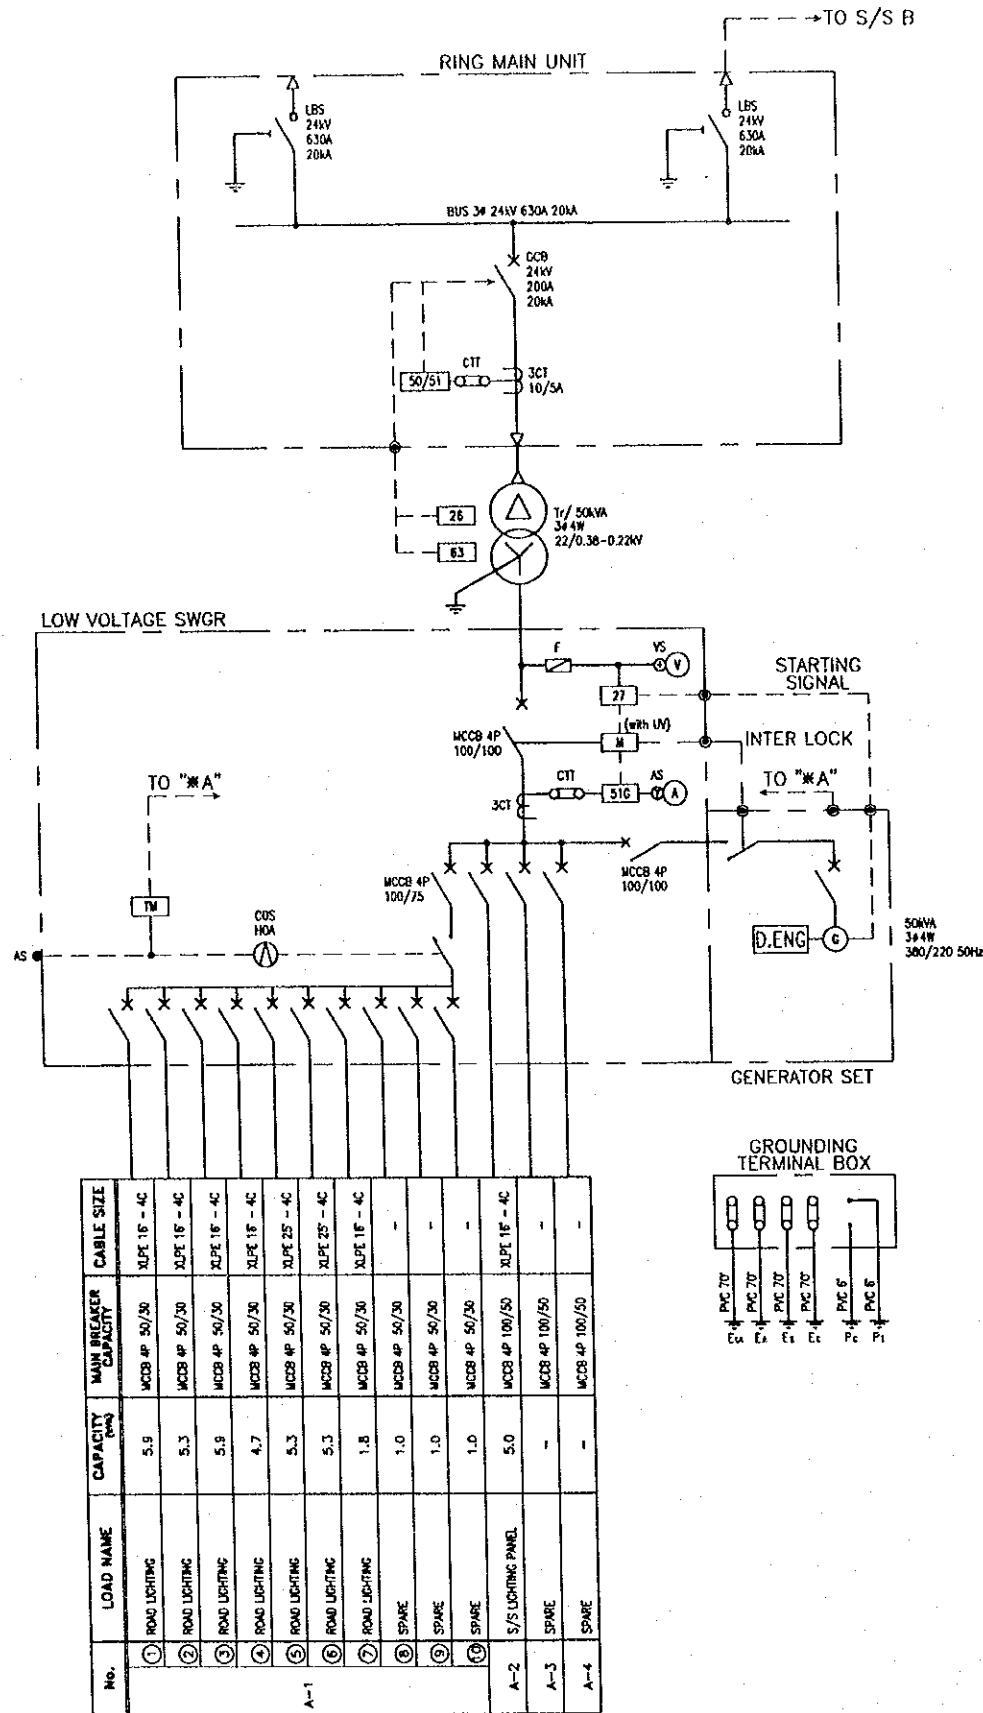 TO S/S B
RING MAIN UNIT
LBS
24kV
630A
20kA
LBS
24kV
630A
20kA
BUS 3ø 24kV 630A 20kA
GCB
24kV
200A
20kA
50/51
CTT
3CT
10/5A
26
63
Tr/ 50kVA
3ø4W
22/0.38-0.22kV
LOW VOLTAGE SWGR
F
VS
V
27
(with UV)
M
MCCB 4P
100/100
STARTING
SIGNAL
INTER LOCK
TO "※A"
TO "※A"
CTT
51G
AS
A
3CT
MCCB 4P
100/75
MCCB 4P
100/100
TM
COS
HOA
AS
D.ENG
G
50kVA
3ø4W
380/220 50Hz
GENERATOR SET
GROUNDING
TERMINAL BOX
PVC 70"
PVC 70"
PVC 70"
PVC 70"
PVC 6"
PVC 6"
No. LOAD NAME CAPACITY (kVA) MAIN BREAKER CAPACITY CABLE SIZE
A-1
① ROAD LIGHTING 5.9 MCCB 4P 50/30 XLPE 16" - 4C
② ROAD LIGHTING 5.3 MCCB 4P 50/30 XLPE 16" - 4C
③ ROAD LIGHTING 5.9 MCCB 4P 50/30 XLPE 16" - 4C
④ ROAD LIGHTING 4.7 MCCB 4P 50/30 XLPE 16" - 4C
⑤ ROAD LIGHTING 5.3 MCCB 4P 50/30 XLPE 25" - 4C
⑥ ROAD LIGHTING 5.3 MCCB 4P 50/30 XLPE 25" - 4C
⑦ ROAD LIGHTING 1.8 MCCB 4P 50/30 XLPE 16" - 4C
⑧ SPARE 1.0 MCCB 4P 50/30 -
⑨ SPARE 1.0 MCCB 4P 50/30 -
⑩ SPARE 1.0 MCCB 4P 50/30 -
A-2 S/S LIGHTING PANEL 5.0 MCCB 4P 100/50 XLPE 16" - 4C
A-3 SPARE - MCCB 4P 100/50 -
A-4 SPARE - MCCB 4P 100/50 -